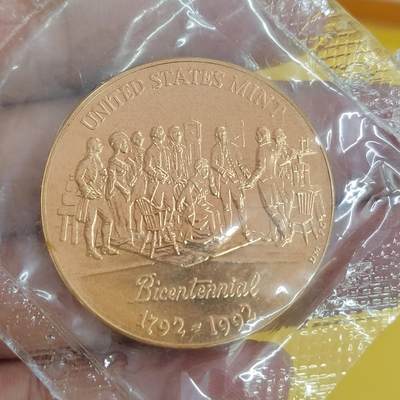 UNITED STATES MINT
Bicentennial
1792-1992